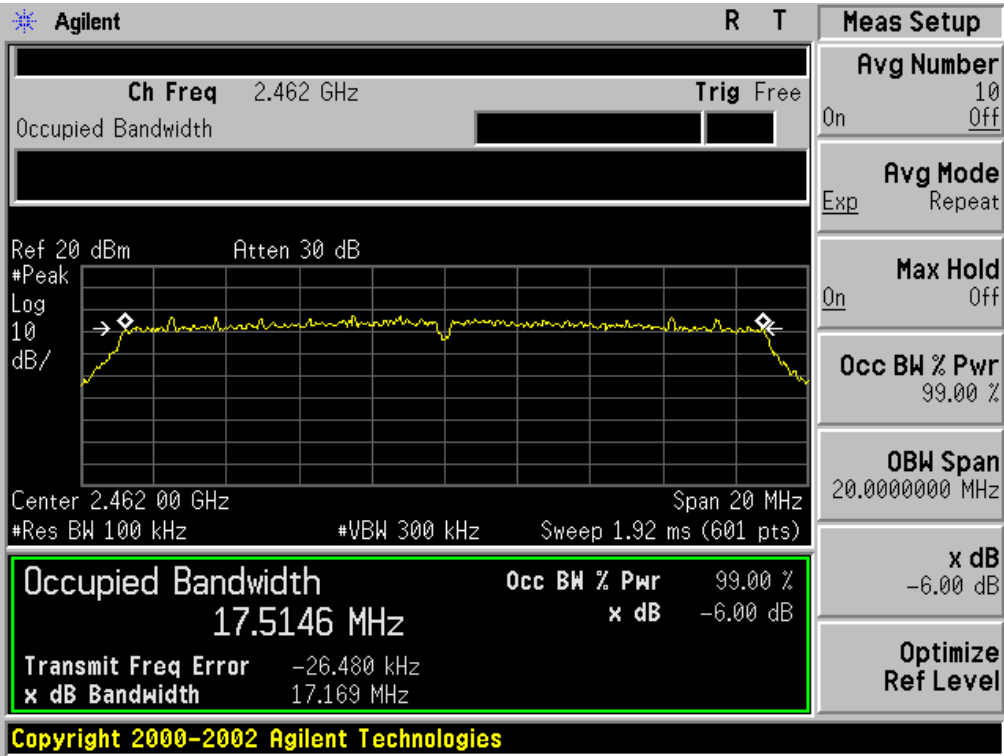 Agilent R T
Ch Freq 2.462 GHz Trig Free
Occupied Bandwidth
Ref 20 dBm Atten 30 dB
#Peak
Log
10
dB/
Center 2.462 00 GHz Span 20 MHz
#Res BW 100 kHz #VBW 300 kHz Sweep 1.92 ms (601 pts)
Occupied Bandwidth Occ BW % Pwr 99.00 %
17.5146 MHz x dB -6.00 dB
Transmit Freq Error -26.480 kHz
x dB Bandwidth 17.169 MHz
Meas Setup
Avg Number
10
On Off
Avg Mode
Exp Repeat
Max Hold
On Off
Occ BW % Pwr
99.00 %
OBW Span
20.0000000 MHz
x dB
-6.00 dB
Optimize
Ref Level
Copyright 2000-2002 Agilent Technologies